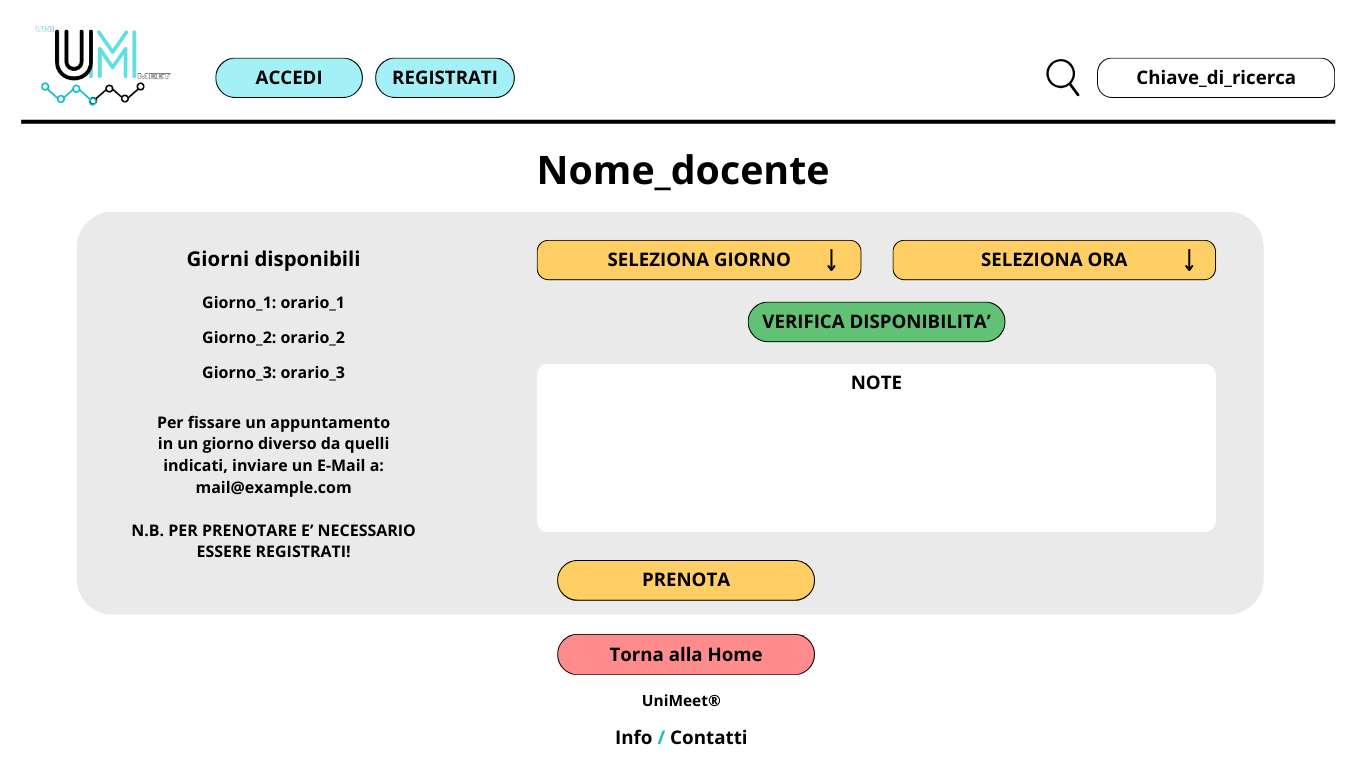 UNI
UM
MEET
ACCEDI
REGISTRATI
Chiave_di_ricerca
Nome_docente
Giorni disponibili
Giorno_1: orario_1
Giorno_2: orario_2
Giorno_3: orario_3
Per fissare un appuntamento
in un giorno diverso da quelli
indicati, inviare un E-Mail a:
mail@example.com
N.B. PER PRENOTARE E’ NECESSARIO
ESSERE REGISTRATI!
SELEZIONA GIORNO ↓
SELEZIONA ORA ↓
VERIFICA DISPONIBILITA’
NOTE
PRENOTA
Torna alla Home
UniMeet®
Info / Contatti